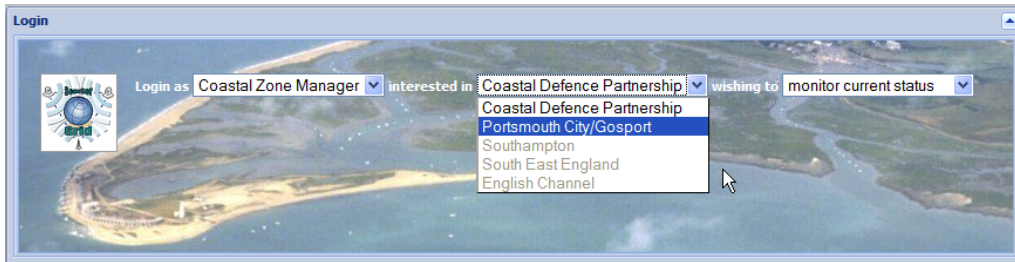 Login
Login as Coastal Zone Manager interested in Coastal Defence Partnership wishing to monitor current status
Coastal Defence Partnership
Portsmouth City/Gosport
Southampton
South East England
English Channel
Grid